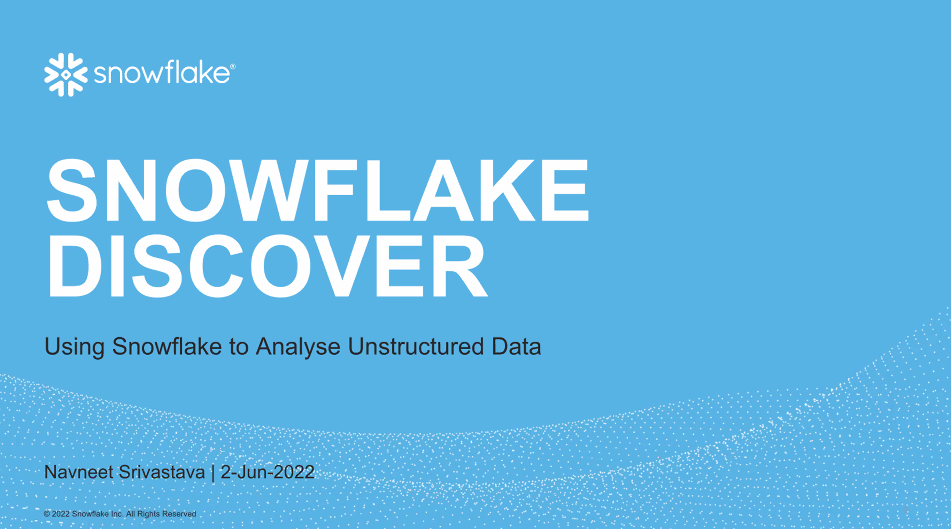 snowflake®
SNOWFLAKE
DISCOVER
Using Snowflake to Analyse Unstructured Data
Navneet Srivastava | 2-Jun-2022
© 2022 Snowflake Inc. All Rights Reserved